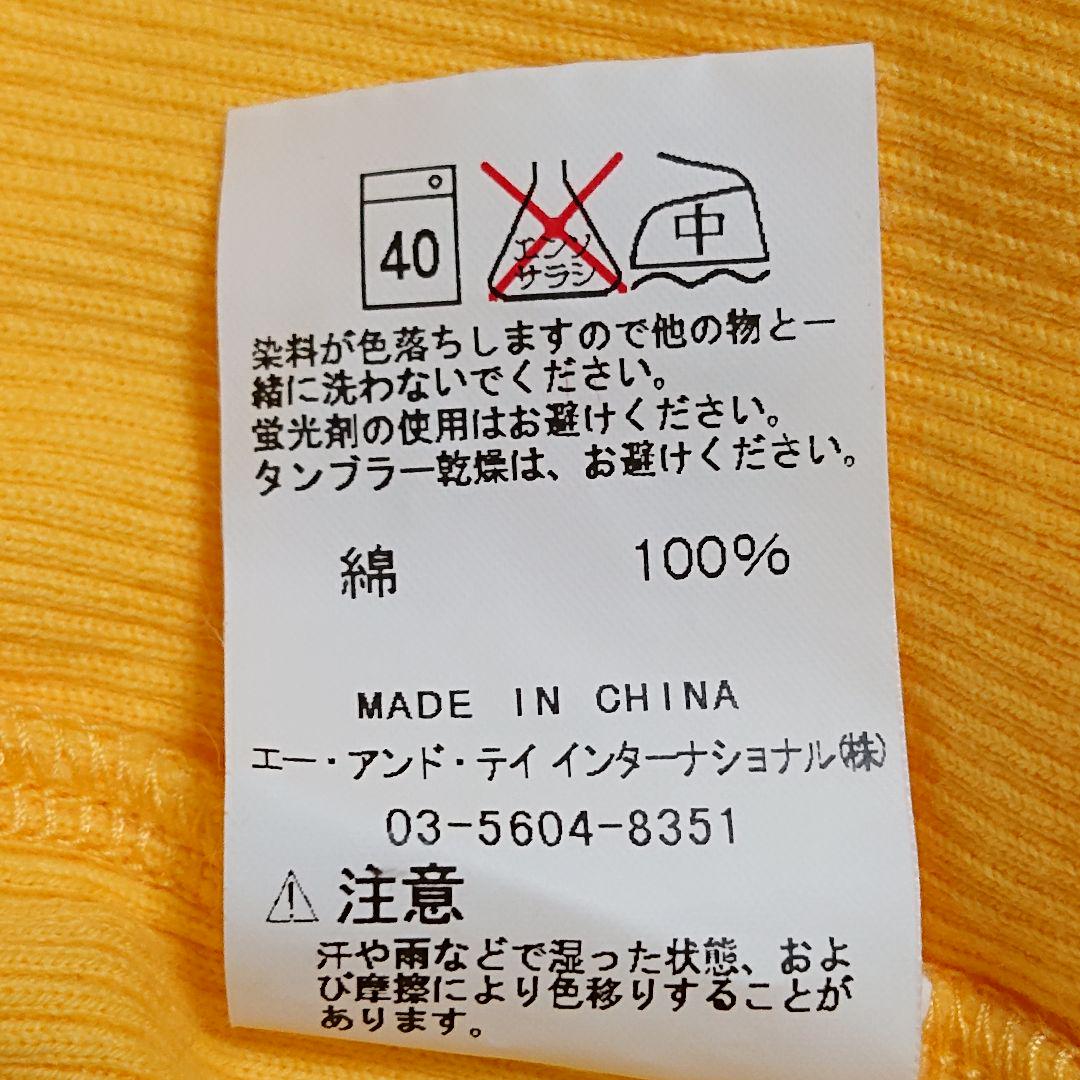 40
エンソ
サラシ
中
染料が色落ちしますので他の物と一
緒に洗わないでください。
蛍光剤の使用はお避けください。
タンブラー乾燥は、お避けください。
綿 100%
MADE IN CHINA
エー・アンド・テイ インターナショナル(株)
03-5604-8351
注意
汗や雨などで湿った状態、およ
び摩擦により色移りすることが
あります。